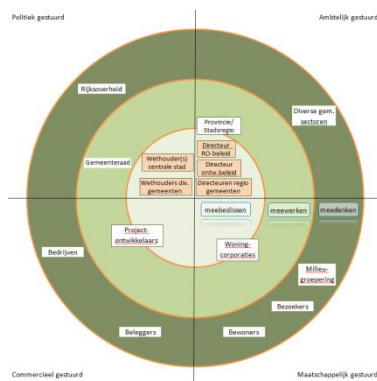 Politiek gestuurd
Ambtelijk gestuurd
Rijksoverheid
Diverse gem.
sectoren
Provincie/
Stadsregio
Gemeenteraad
Wethouder(s)
centrale stad
Directeur
RO-beleid
Directeur
ontw.beleid
Wethouders div.
gemeenten
Directeuren regio
gemeenten
meebeslissen
meewerken
meedenken
Project-
ontwikkelaars
Woning-
corporaties
Bedrijven
Milieu-
groepering
Bezoekers
Beleggers
Bewoners
Commercieel gestuurd
Maatschappelijk gestuurd